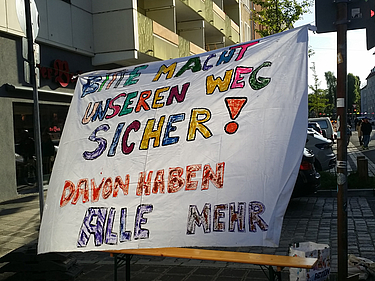 BITTE MACHT
UNSEREN WEG
SICHER!
DAVON HABEN
ALLE MEHR